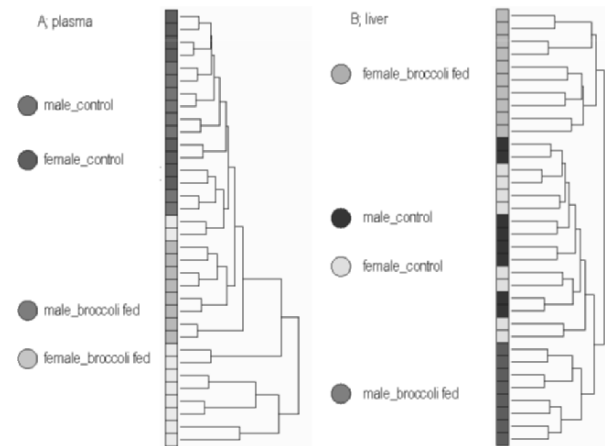 A; plasma
male_control
female_control
male_broccoli fed
female_broccoli fed
B; liver
female_broccoli fed
male_control
female_control
male_broccoli fed